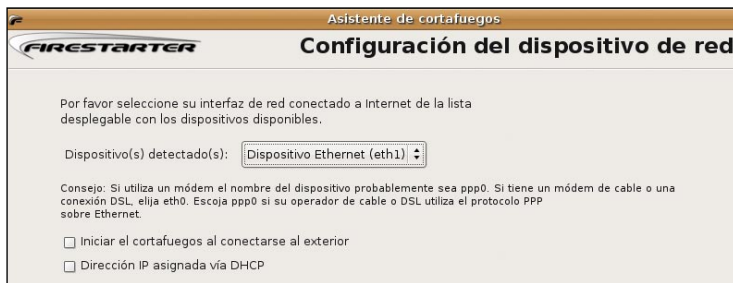 Asistente de cortafuegos
FIRESTARTER
Configuración del dispositivo de red
Por favor seleccione su interfaz de red conectado a Internet de la lista
desplegable con los dispositivos disponibles.
Dispositivo(s) detectado(s):
Dispositivo Ethernet (eth1)
Consejo: Si utiliza un módem el nombre del dispositivo probablemente sea ppp0. Si tiene un módem de cable o una
conexión DSL, elija eth0. Escoja ppp0 si su operador de cable o DSL utiliza el protocolo PPP
sobre Ethernet.
Iniciar el cortafuegos al conectarse al exterior
Dirección IP asignada vía DHCP